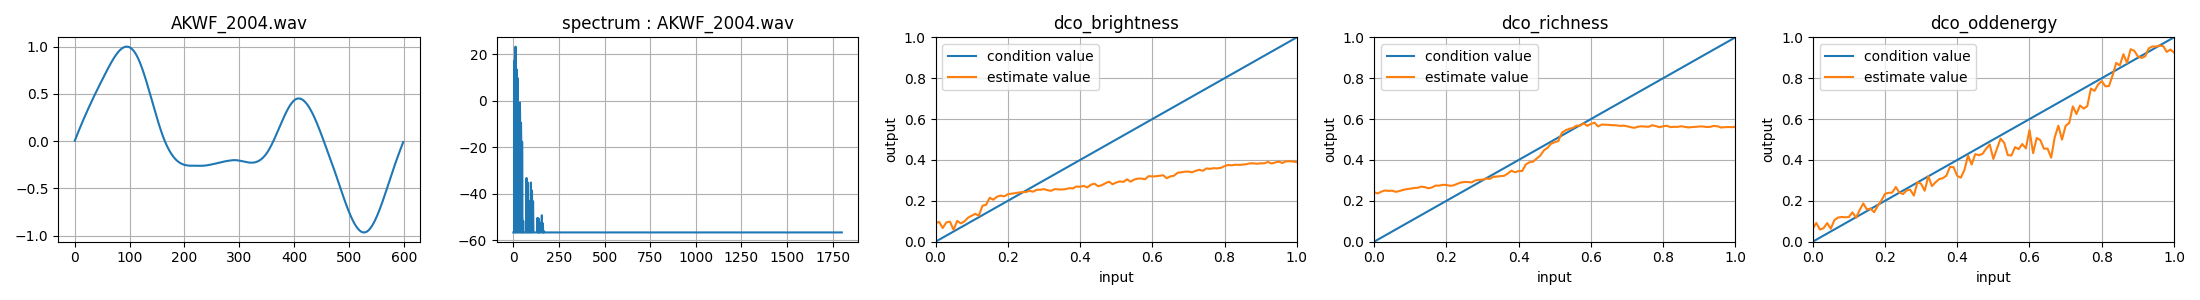 AKWF_2004.wav
1.0
0.5
0.0
−0.5
−1.0
0 100 200 300 400 500 600
spectrum : AKWF_2004.wav
20
0
−20
−40
−60
0 250 500 750 1000 1250 1500 1750
dco_brightness
condition value
estimate value
output
1.0
0.8
0.6
0.4
0.2
0.0
0.0 0.2 0.4 0.6 0.8 1.0
input
dco_richness
condition value
estimate value
output
1.0
0.8
0.6
0.4
0.2
0.0
0.0 0.2 0.4 0.6 0.8 1.0
input
dco_oddenergy
condition value
estimate value
output
1.0
0.8
0.6
0.4
0.2
0.0
0.0 0.2 0.4 0.6 0.8 1.0
input